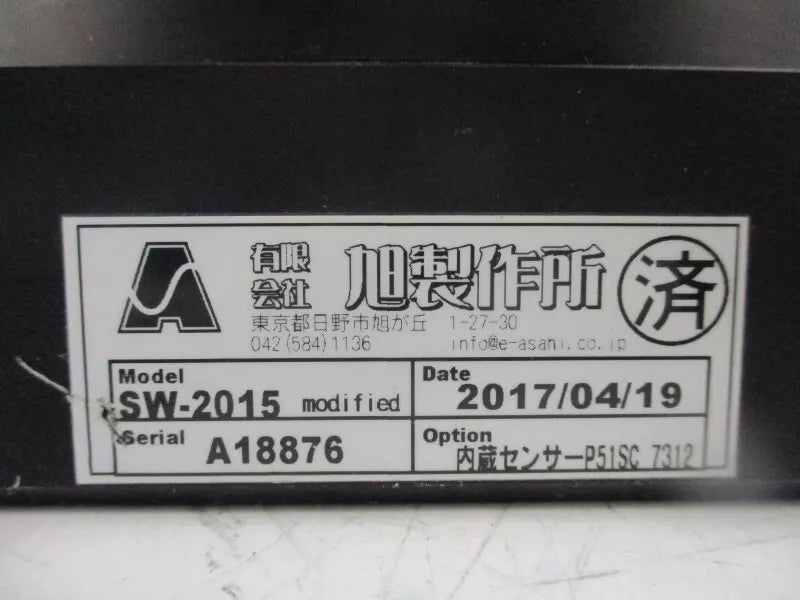 有限会社 旭製作所 済
東京都日野市旭が丘 1-27-30
042(584)1136 info@e-asahi.co.jp
Model Date
SW-2015 modified 2017/04/19
Serial A18876 Option
内蔵センサーP51SC 7312